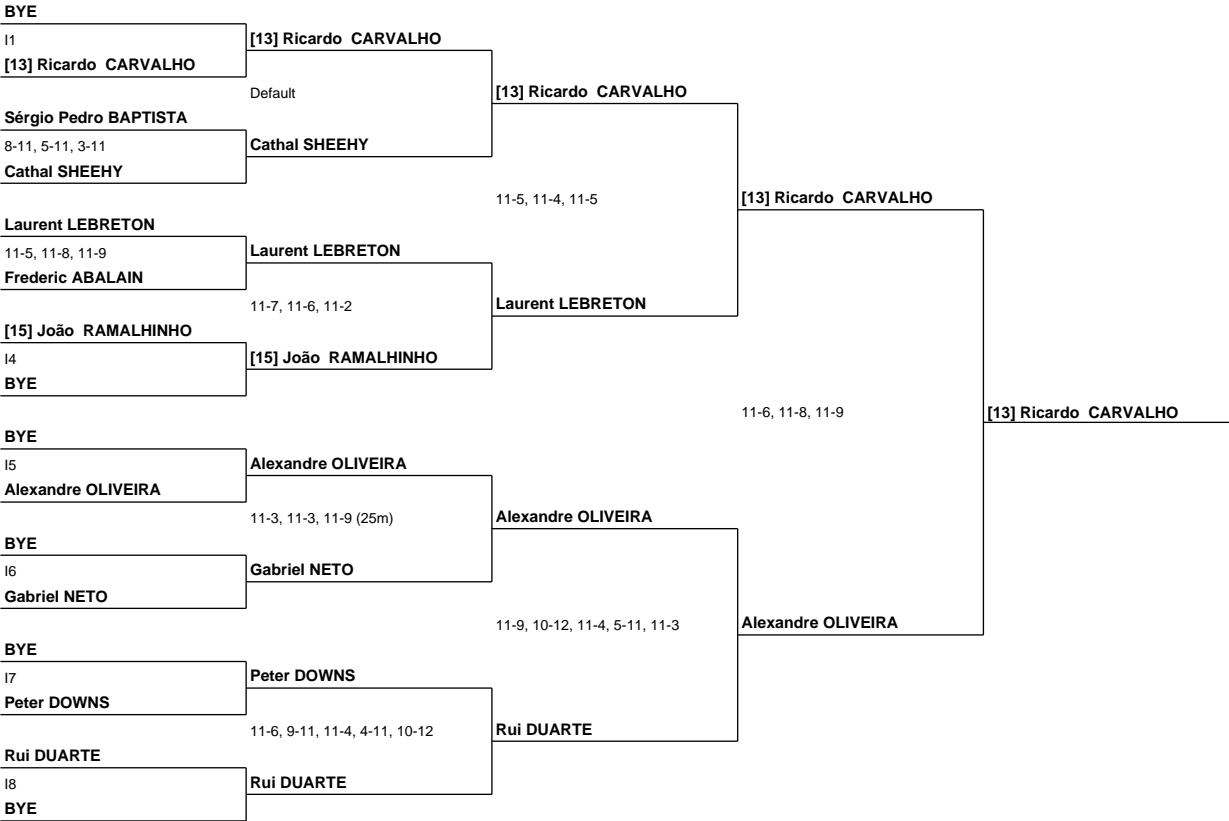 BYE
I1
[13] Ricardo CARVALHO
Sérgio Pedro BAPTISTA
8-11, 5-11, 3-11
Cathal SHEEHY
Laurent LEBRETON
11-5, 11-8, 11-9
Frederic ABALAIN
[15] João RAMALHINHO
I4
BYE
BYE
I5
Alexandre OLIVEIRA
BYE
I6
Gabriel NETO
BYE
I7
Peter DOWNS
Rui DUARTE
I8
BYE
[13] Ricardo CARVALHO
Default
Cathal SHEEHY
Laurent LEBRETON
11-7, 11-6, 11-2
[15] João RAMALHINHO
Alexandre OLIVEIRA
11-3, 11-3, 11-9 (25m)
Gabriel NETO
Peter DOWNS
11-6, 9-11, 11-4, 4-11, 10-12
Rui DUARTE
[13] Ricardo CARVALHO
11-5, 11-4, 11-5
Laurent LEBRETON
Alexandre OLIVEIRA
11-9, 10-12, 11-4, 5-11, 11-3
Rui DUARTE
[13] Ricardo CARVALHO
11-6, 11-8, 11-9
Alexandre OLIVEIRA
[13] Ricardo CARVALHO